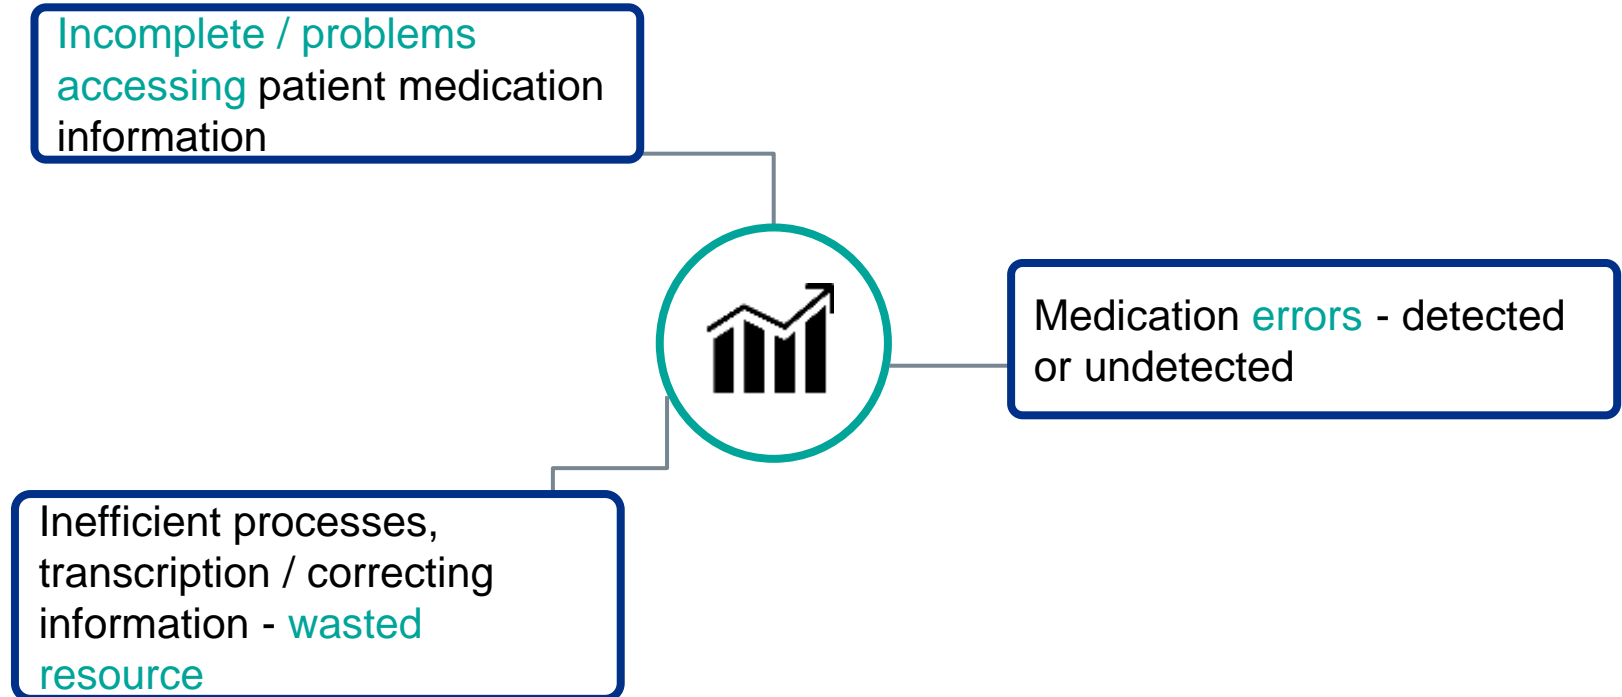 Incomplete / problems
accessing patient medication
information
Medication errors - detected
or undetected
Inefficient processes,
transcription / correcting
information - wasted
resource